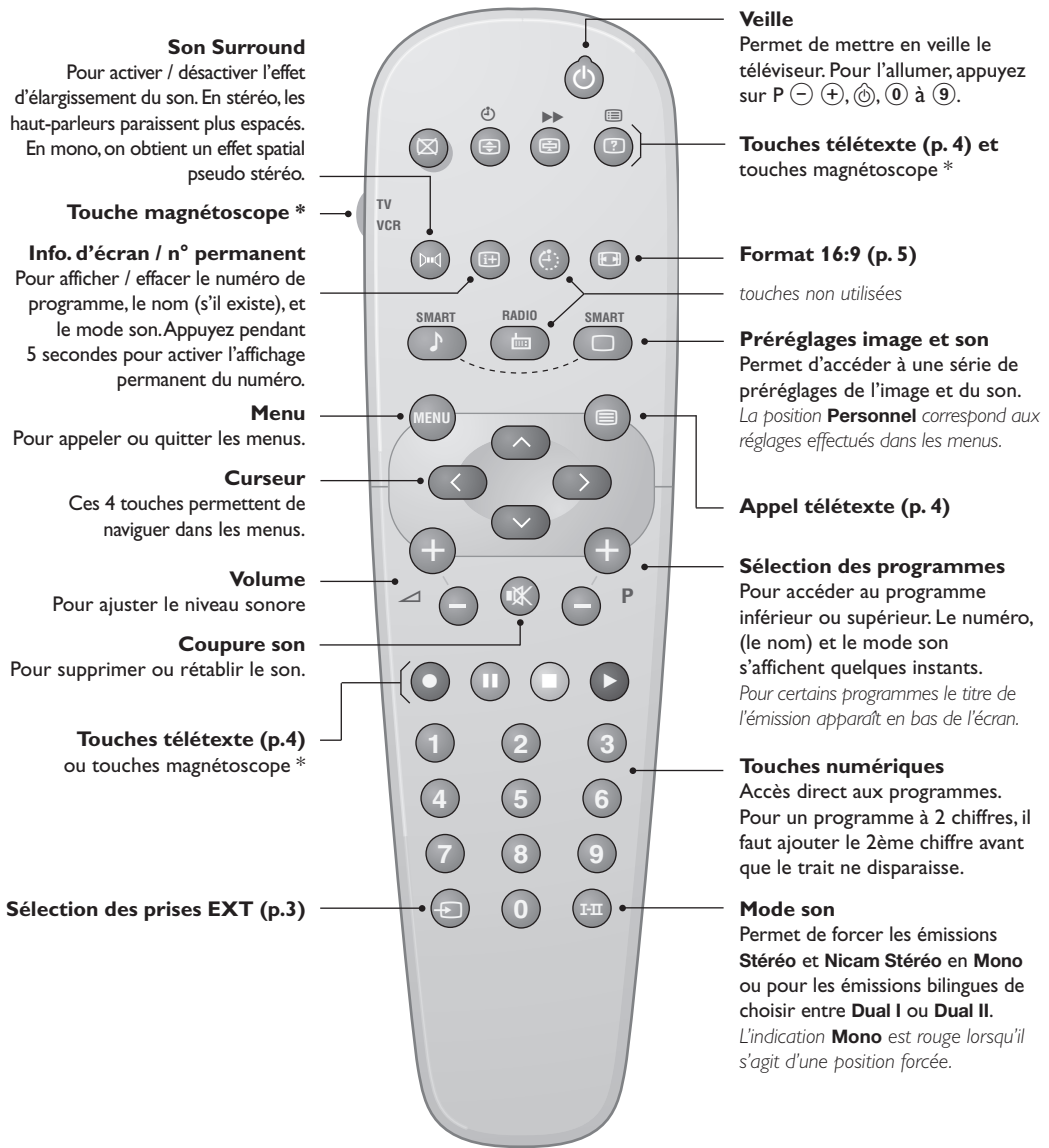 Son Surround
Pour activer / désactiver l'effet
d'élargissement du son. En stéréo, les
haut-parleurs paraissent plus espacés.
En mono, on obtient un effet spatial
pseudo stéréo.
Touche magnétoscope *
Info. d'écran / n° permanent
Pour afficher / effacer le numéro de
programme, le nom (s'il existe), et
le mode son. Appuyez pendant
5 secondes pour activer l'affichage
permanent du numéro.
Menu
Pour appeler ou quitter les menus.
Curseur
Ces 4 touches permettent de
naviguer dans les menus.
Volume
Pour ajuster le niveau sonore
Coupure son
Pour supprimer ou rétablir le son.
Touches télétexte (p.4)
ou touches magnétoscope *
Sélection des prises EXT (p.3)
TV
VCR
i+
SMART RADIO SMART
MENU
P
1 2 3
4 5 6
7 8 9
0 I-II
Veille
Permet de mettre en veille le
téléviseur. Pour l'allumer, appuyez
sur P - +, , 0 à 9.
Touches télétexte (p. 4) et
touches magnétoscope *
Format 16:9 (p. 5)
touches non utilisées
Préréglages image et son
Permet d'accéder à une série de
préréglages de l'image et du son.
La position Personnel correspond aux
réglages effectués dans les menus.
Appel télétexte (p. 4)
Sélection des programmes
Pour accéder au programme
inférieur ou supérieur. Le numéro,
(le nom) et le mode son
s'affichent quelques instants.
Pour certains programmes le titre de
l'émission apparaît en bas de l'écran.
Touches numériques
Accès direct aux programmes.
Pour un programme à 2 chiffres, il
faut ajouter le 2ème chiffre avant
que le trait ne disparaisse.
Mode son
Permet de forcer les émissions
Stéréo et Nicam Stéréo en Mono
ou pour les émissions bilingues de
choisir entre Dual I ou Dual II.
L'indication Mono est rouge lorsqu'il
s'agit d'une position forcée.